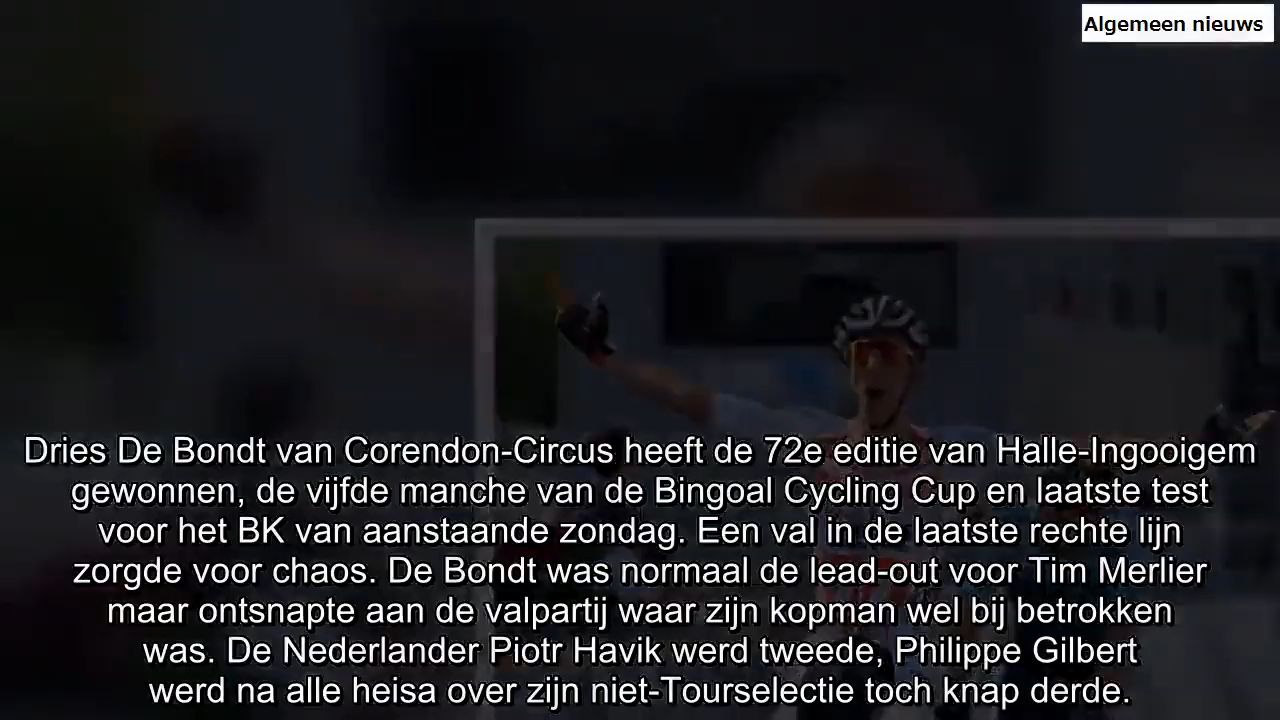 Algemeen nieuws
Dries De Bondt van Corendon-Circus heeft de 72e editie van Halle-Ingooigem
gewonnen, de vijfde manche van de Bingoal Cycling Cup en laatste test
voor het BK van aanstaande zondag. Een val in de laatste rechte lijn
zorgde voor chaos. De Bondt was normaal de lead-out voor Tim Merlier
maar ontsnapte aan de valpartij waar zijn kopman wel bij betrokken
was. De Nederlander Piotr Havik werd tweede, Philippe Gilbert
werd na alle heisa over zijn niet-Tourselectie toch knap derde.